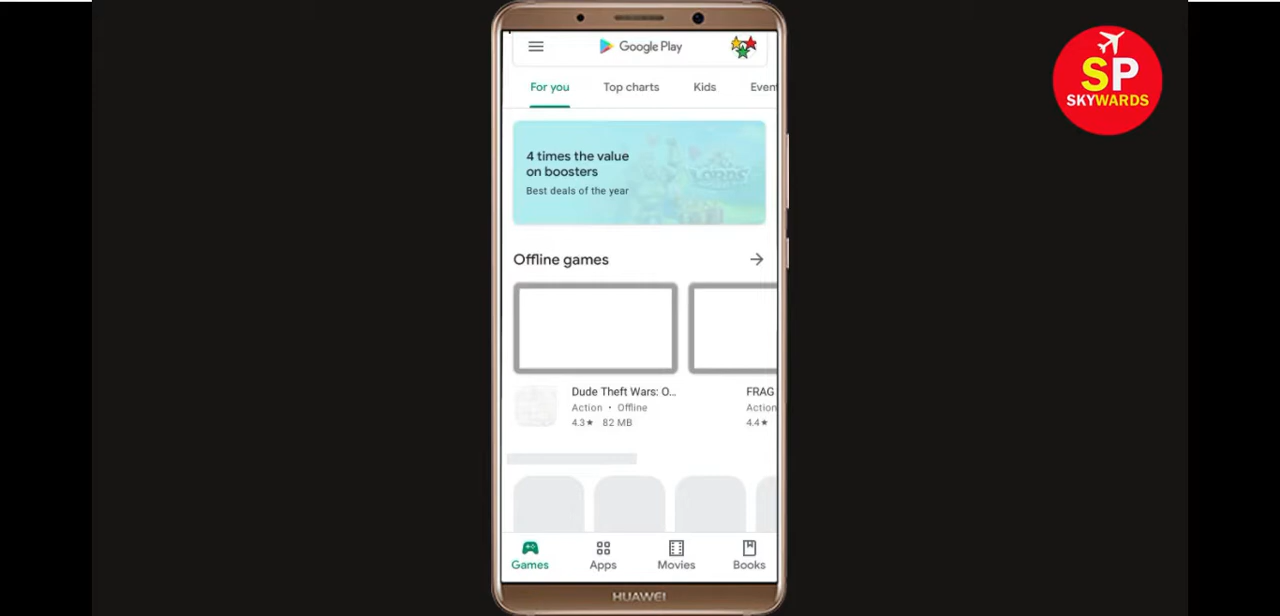 Google Play
For you Top charts Kids Even
4 times the value
on boosters
Best deals of the year
LORDS
Offline games
Dude Theft Wars: O...
Action • Offline
4.3★ 82 MB
FRAG
Action
4.4★
Games Apps Movies Books
HUAWEI
SP
SKYWARDS